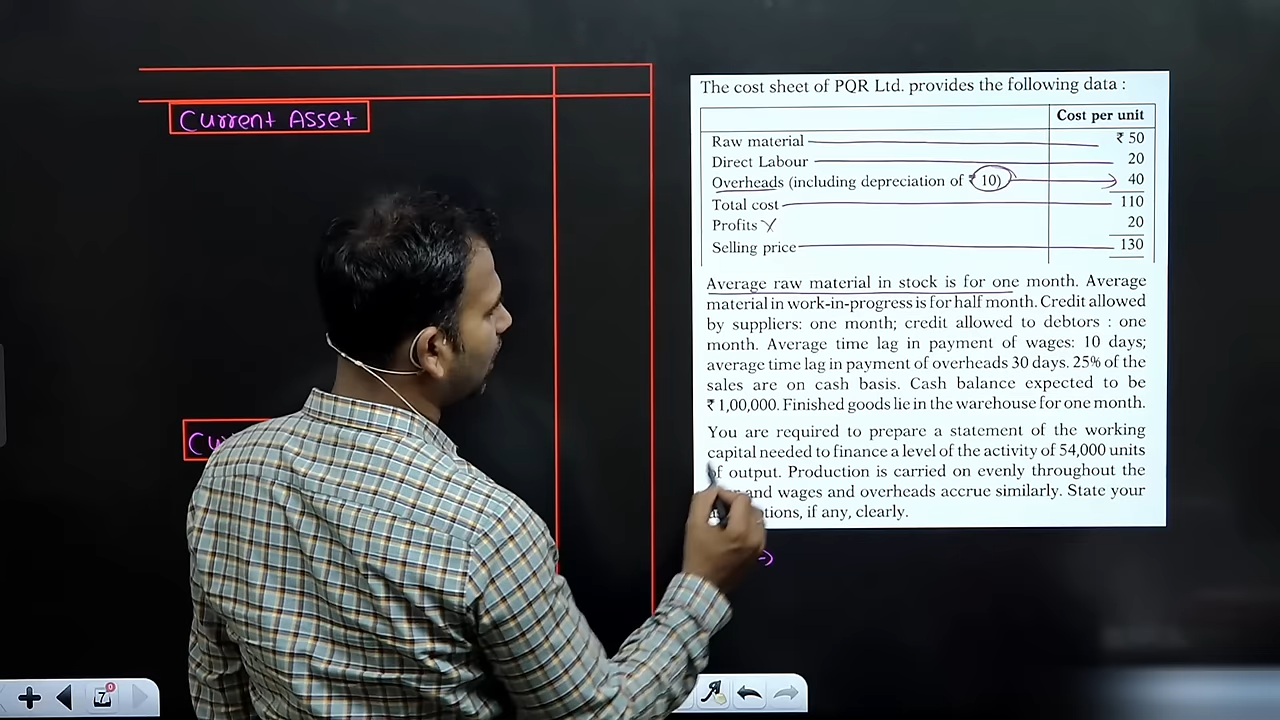 Current Asset
Cu
The cost sheet of PQR Ltd. provides the following data :
Cost per unit
Raw material ₹ 50
Direct Labour 20
Overheads (including depreciation of ₹ 10) 40
Total cost 110
Profits 20
Selling price 130
Average raw material in stock is for one month. Average
material in work-in-progress is for half month. Credit allowed
by suppliers: one month; credit allowed to debtors : one
month. Average time lag in payment of wages: 10 days;
average time lag in payment of overheads 30 days. 25% of the
sales are on cash basis. Cash balance expected to be
₹ 1,00,000. Finished goods lie in the warehouse for one month.
You are required to prepare a statement of the working
capital needed to finance a level of the activity of 54,000 units
of output. Production is carried on evenly throughout the
and wages and overheads accrue similarly. State your
if any, clearly.
7